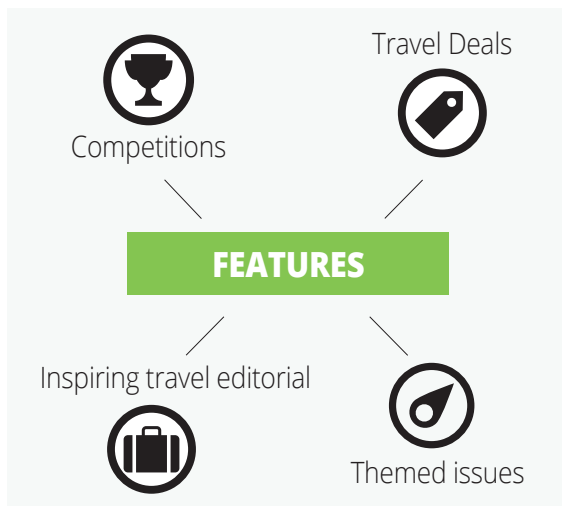 Travel Deals
Competitions
FEATURES
Inspiring travel editorial
Themed issues